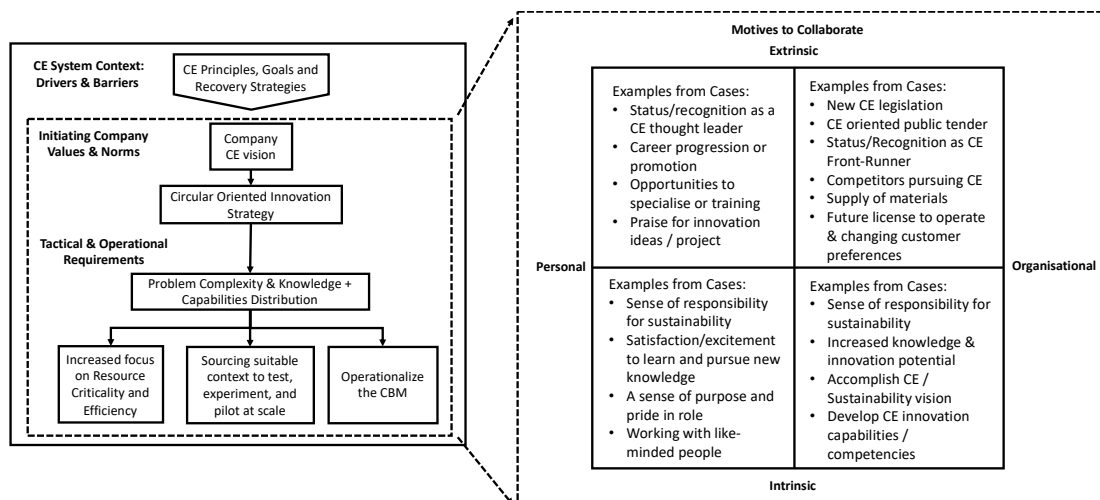 CE System Context:
Drivers & Barriers
CE Principles, Goals and
Recovery Strategies
Initiating Company
Values & Norms
Company
CE vision
Circular Oriented Innovation
Strategy
Tactical & Operational
Requirements
Problem Complexity & Knowledge +
Capabilities Distribution
Increased focus
on Resource
Criticality and
Efficiency
Sourcing suitable
context to test,
experiment, and
pilot at scale
Operationalize
the CBM
Motives to Collaborate
Extrinsic
Examples from Cases:
• Status/recognition as a
CE thought leader
• Career progression or
promotion
• Opportunities to
specialise or training
• Praise for innovation
ideas / project
Examples from Cases:
• New CE legislation
• CE oriented public tender
• Status/Recognition as CE
Front-Runner
• Competitors pursuing CE
• Supply of materials
• Future license to operate
& changing customer
preferences
Personal
Organisational
Examples from Cases:
• Sense of responsibility
for sustainability
• Satisfaction/excitement
to learn and pursue new
knowledge
• A sense of purpose and
pride in role
• Working with like-
minded people
Examples from Cases:
• Sense of responsibility for
sustainability
• Increased knowledge &
innovation potential
• Accomplish CE /
Sustainability vision
• Develop CE innovation
capabilities /
competencies
Intrinsic